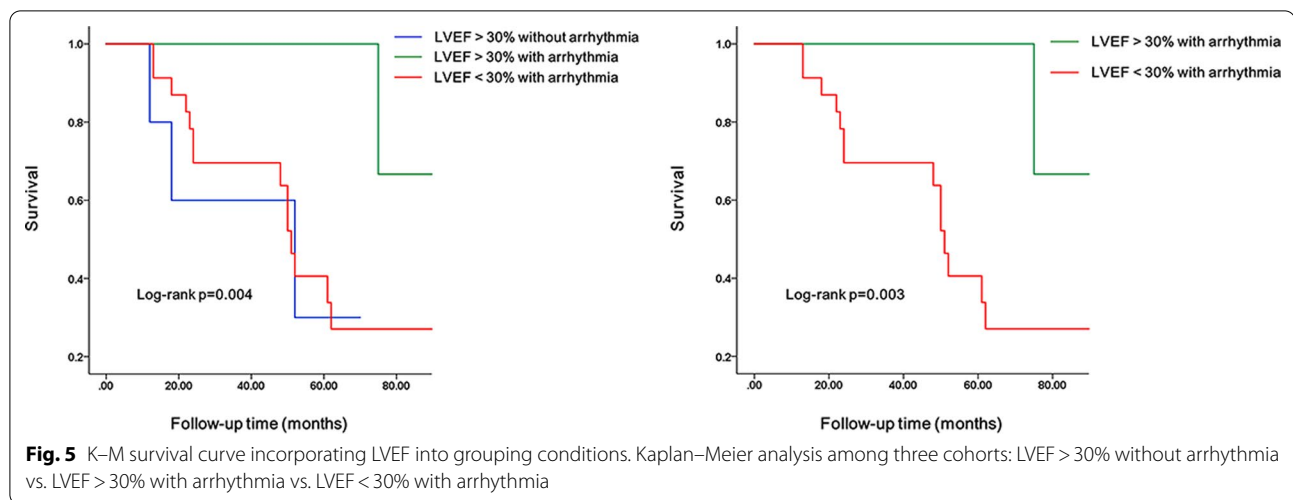 LVEF > 30% without arrhythmia
LVEF > 30% with arrhythmia
LVEF < 30% with arrhythmia
1.0
0.8
0.6
0.4
0.2
Survival
Log-rank p=0.004
.00 20.00 40.00 60.00 80.00
Follow-up time (months)
LVEF > 30% with arrhythmia
LVEF < 30% with arrhythmia
1.0
0.8
0.6
0.4
0.2
Survival
Log-rank p=0.003
.00 20.00 40.00 60.00 80.00
Follow-up time (months)
Fig. 5 K–M survival curve incorporating LVEF into grouping conditions. Kaplan–Meier analysis among three cohorts: LVEF > 30% without arrhythmia
vs. LVEF > 30% with arrhythmia vs. LVEF < 30% with arrhythmia